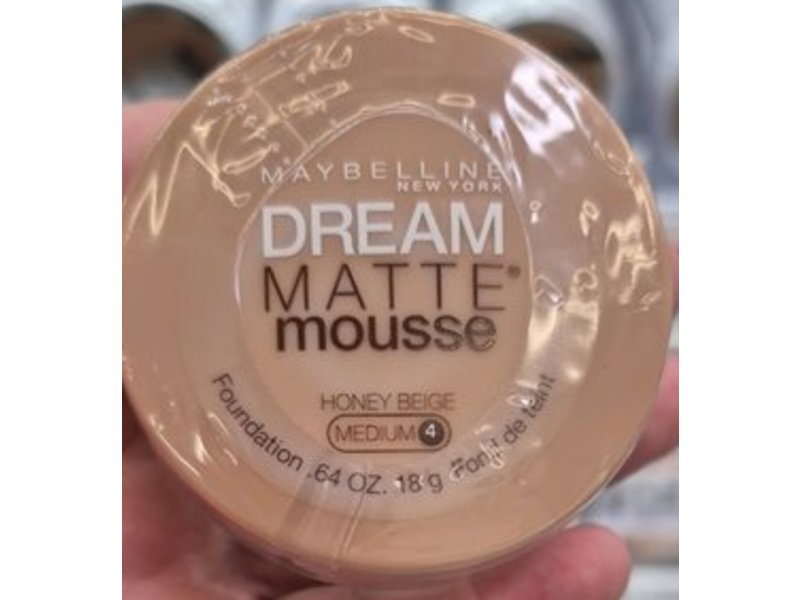 MAYBELLINE
NEW YORK
DREAM
MATTE®
mousse
HONEY BEIGE
MEDIUM 4
Foundation .64 OZ. 18 g Fond de teint